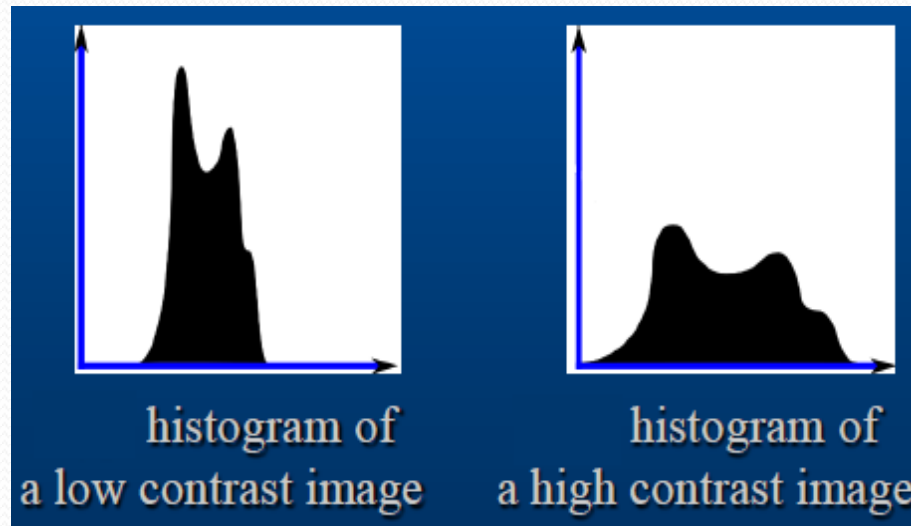 histogram of
a low contrast image
histogram of
a high contrast image